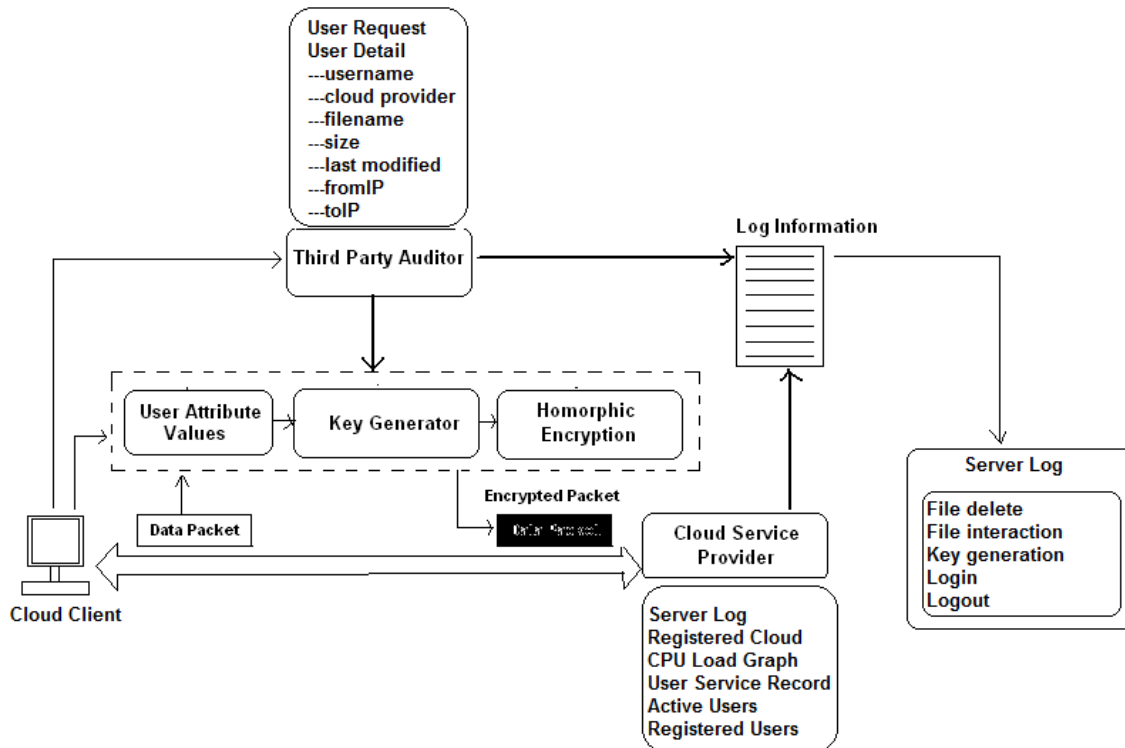 User Request
User Detail
---username
---cloud provider
---filename
---size
---last modified
---fromIP
---toIP
Third Party Auditor
Log Information
User Attribute
Values
Key Generator
Homorphic
Encryption
Data Packet
Encrypted Packet
Cloud Client
Cloud Service
Provider
Server Log
Registered Cloud
CPU Load Graph
User Service Record
Active Users
Registered Users
Server Log
File delete
File interaction
Key generation
Login
Logout